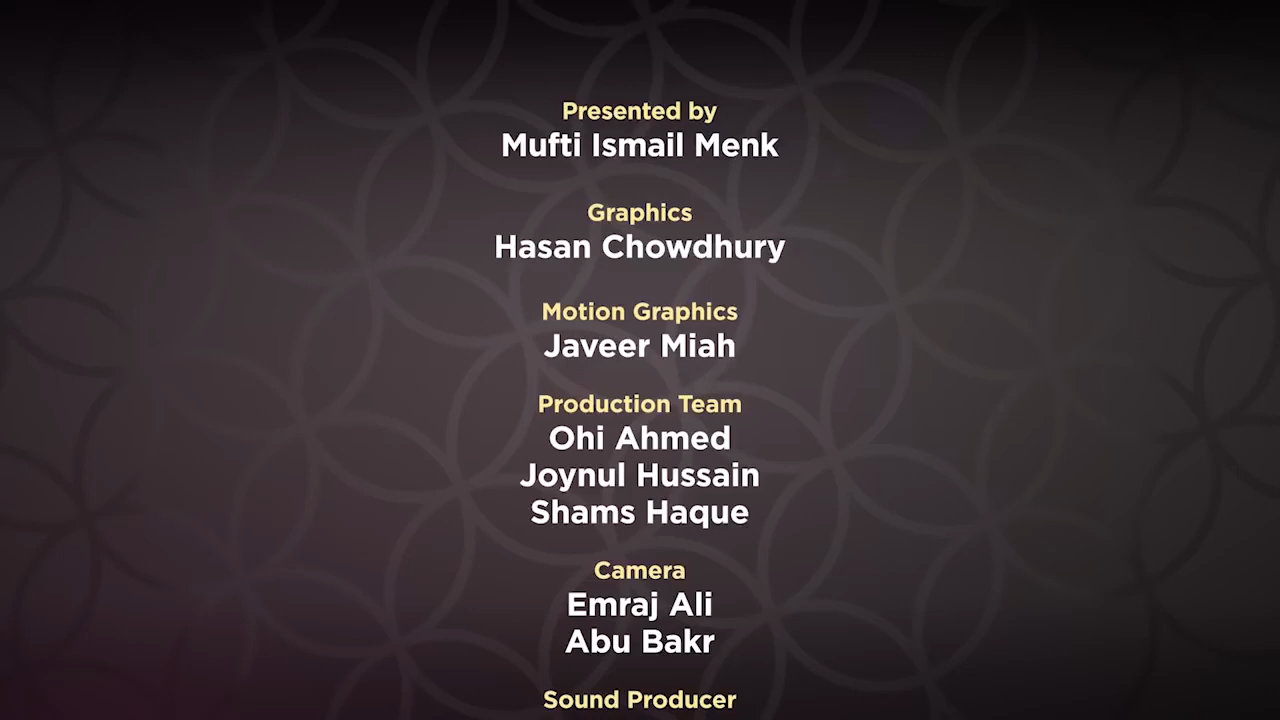 Presented by
Mufti Ismail Menk
Graphics
Hasan Chowdhury
Motion Graphics
Javeer Miah
Production Team
Ohi Ahmed
Joynul Hussain
Shams Haque
Camera
Emraj Ali
Abu Bakr
Sound Producer